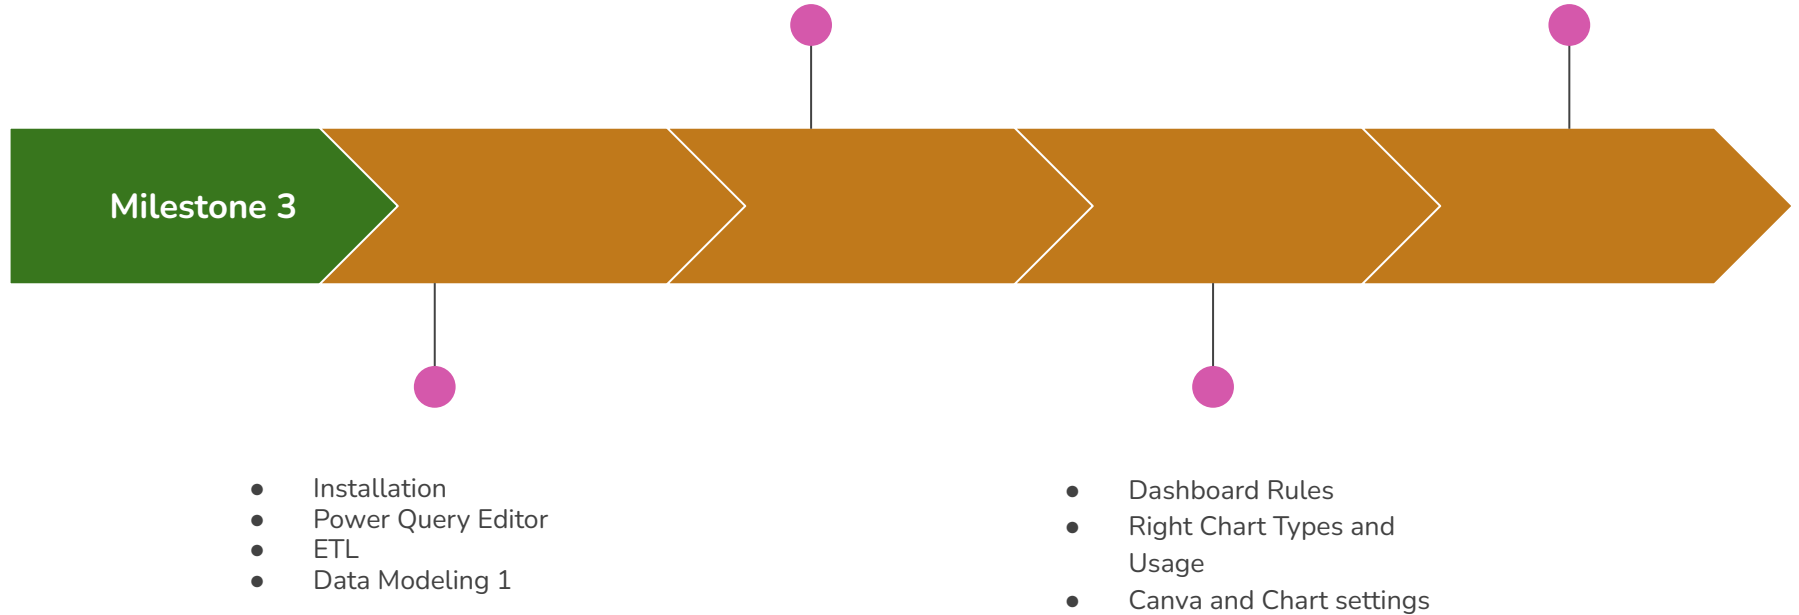 Milestone 3
● Installation
● Power Query Editor
● ETL
● Data Modeling 1
● Dashboard Rules
● Right Chart Types and
Usage
● Canva and Chart settings